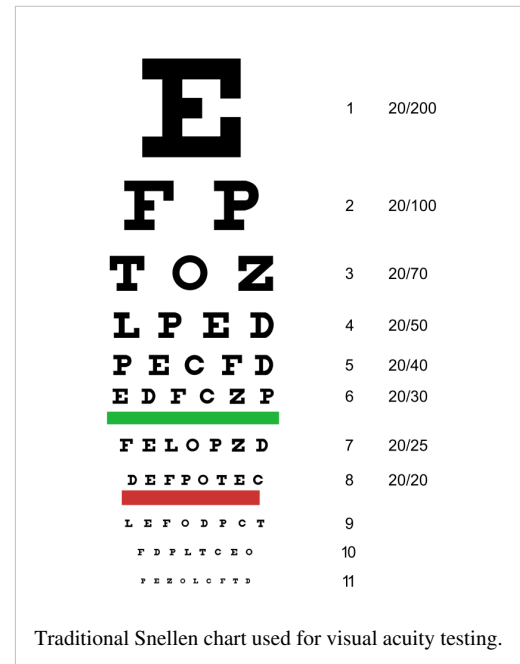 E 1 20/200
F P 2 20/100
T O Z 3 20/70
L P E D 4 20/50
P E C F D 5 20/40
E D F C Z P 6 20/30
F E L O P Z D 7 20/25
D E F P O T E C 8 20/20
L E F O D P C T 9
F D P L T C E O 10
P E Z O L C F T D 11
Traditional Snellen chart used for visual acuity testing.